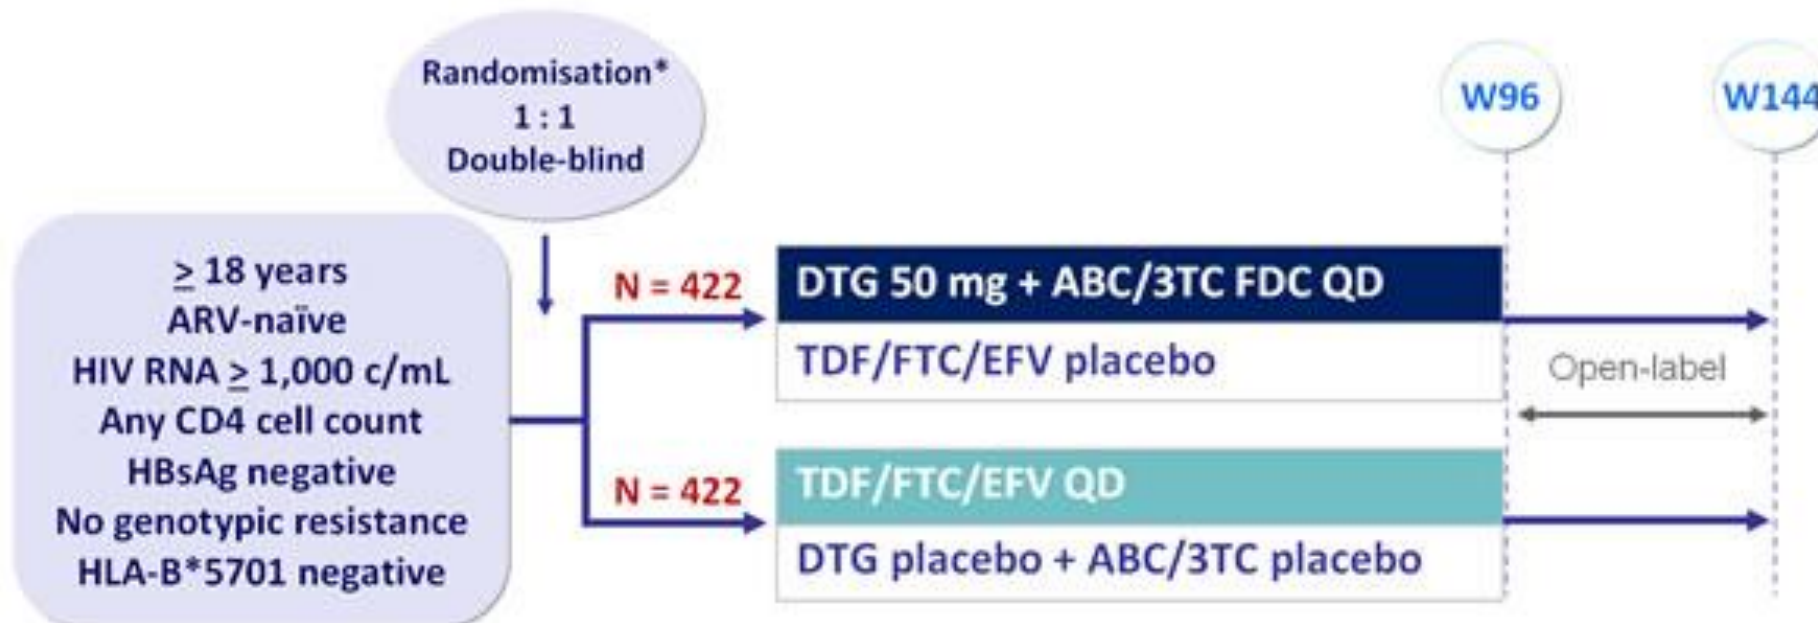 Randomisation*
1 : 1
Double-blind
W96
W144
≥ 18 years
ARV-naïve
HIV RNA ≥ 1,000 c/mL
Any CD4 cell count
HBsAg negative
No genotypic resistance
HLA-B*5701 negative
N = 422
DTG 50 mg + ABC/3TC FDC QD
TDF/FTC/EFV placebo
Open-label
N = 422
TDF/FTC/EFV QD
DTG placebo + ABC/3TC placebo